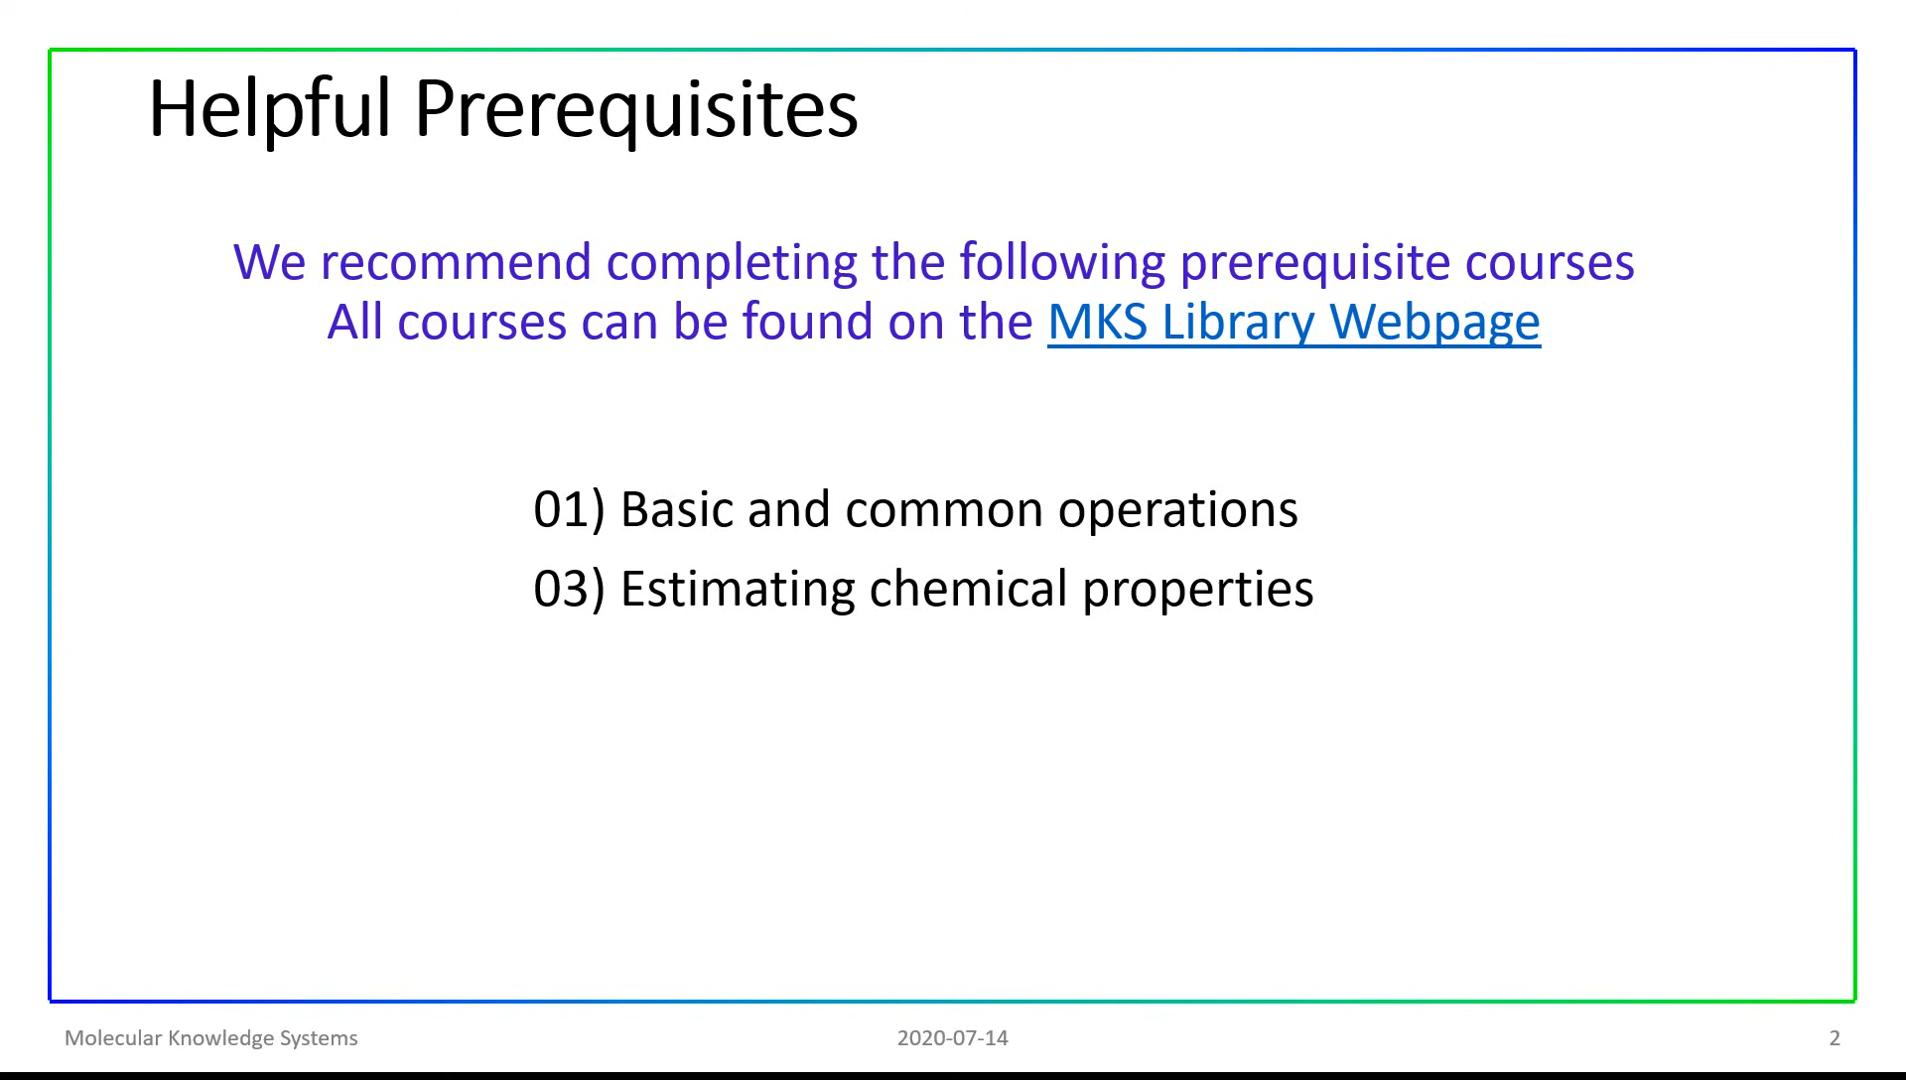 Helpful Prerequisites
We recommend completing the following prerequisite courses
All courses can be found on the MKS Library Webpage
01) Basic and common operations
03) Estimating chemical properties
Molecular Knowledge Systems
2020-07-14
2